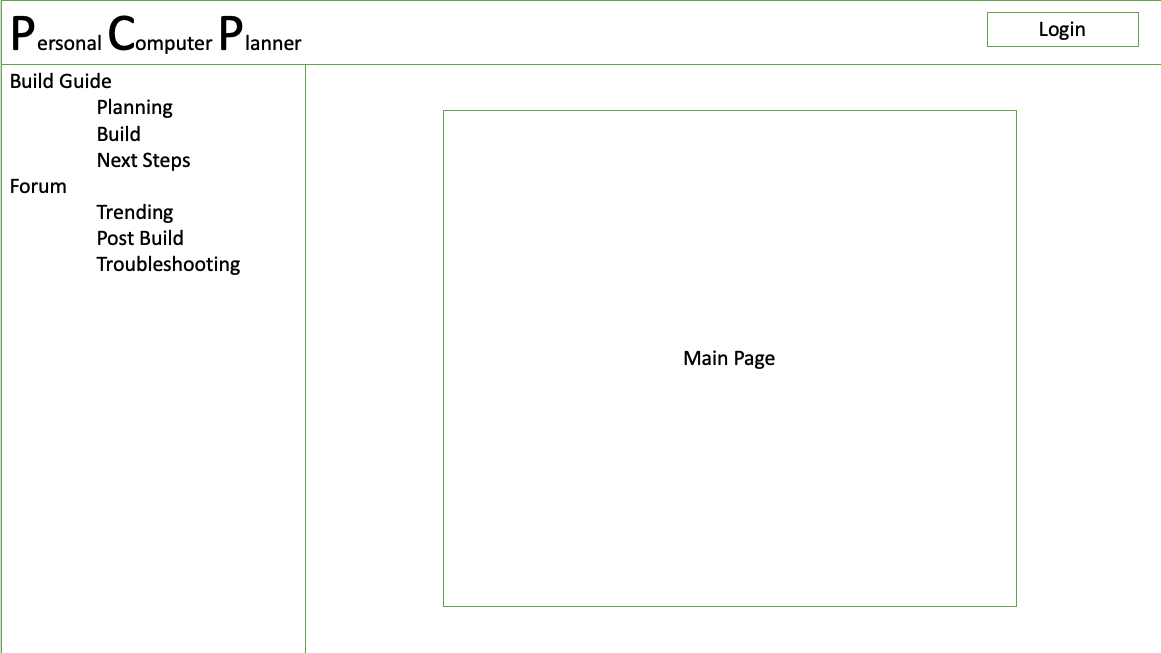 Personal Computer Planner
Login
Build Guide
Planning
Build
Next Steps
Forum
Trending
Post Build
Troubleshooting
Main Page